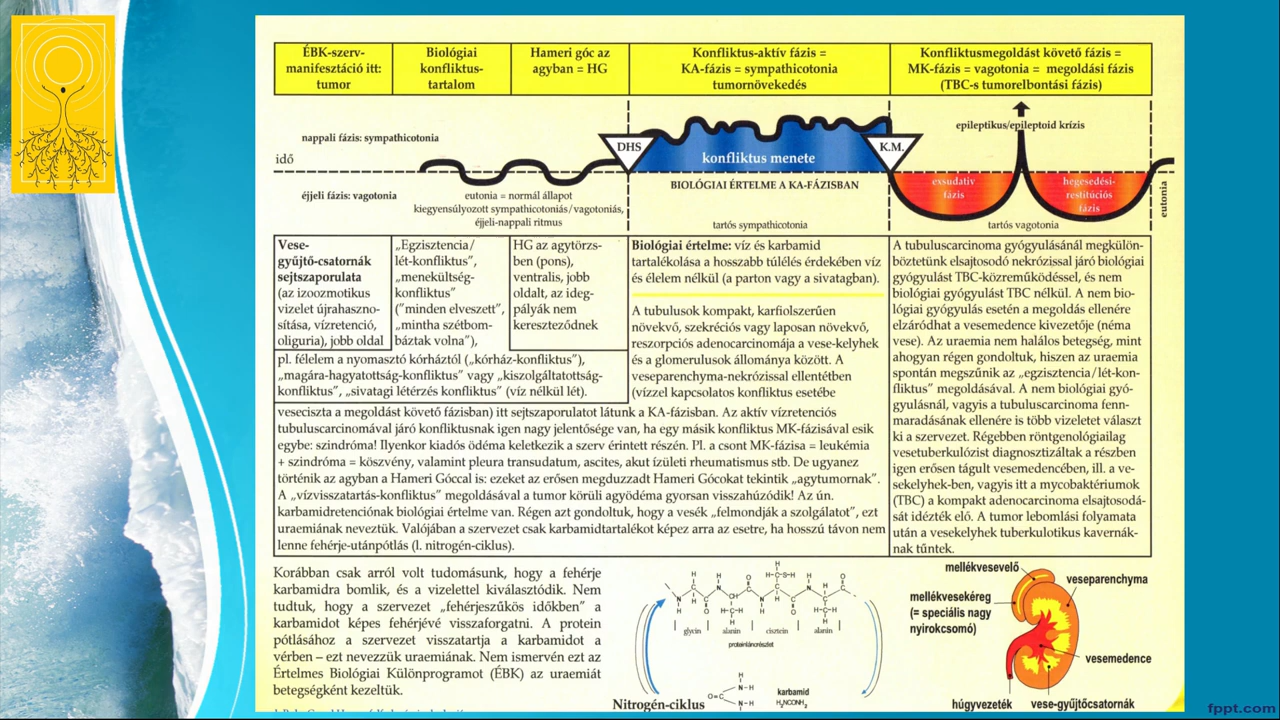 ÉBK-szerv-
manifesztáció itt:
tumor
Biológiai
konfliktus-
tartalom
Hameri góc az
agyban = HG
Konfliktus-aktív fázis =
KA-fázis = sympathicotonia
tumornövekedés
Konfliktusmegoldást követő fázis =
MK-fázis = vagotonia = megoldási fázis
(TBC-s tumorelbontási fázis)
nappali fázis: sympathicotonia
idő
éjjeli fázis: vagotonia
eutonia = normál állapot
kiegyensúlyozott sympathicotoniás/vagotoniás,
éjjeli-nappali ritmus
DHS
konfliktus menete
K.M.
BIOLÓGIAI ÉRTELME A KA-FÁZISBAN
tartós sympathicotonia
epileptikus/epileptoid krízis
exsudatív
fázis
hegesedési-
restitúciós
fázis
tartós vagotonia
eutonia
Vese-
gyűjtő-csatornák
sejtszaporulata
(az izoozmotikus
vizelet újrahaszno-
sítása, vízretenció,
oliguria), jobb oldal
„Egzisztencia/
lét-konfliktus",
„menekültség-
konfliktus"
("minden elveszett",
„mintha szétbom-
báztak volna"),
HG az agytörzs-
ben (pons),
ventralis, jobb
oldalt, az ideg-
pályák nem
kereszteződnek
pl. félelem a nyomasztó kórháztól („kórház-konfliktus"),
„magára-hagyatottság-konfliktus" vagy „kiszolgáltatottság-
konfliktus", „sivatagi létérzés konfliktus" (víz nélkül lét).
Biológiai értelme: víz és karbamid
tartalékolása a hosszabb túlélés érdekében víz
és élelem nélkül (a parton vagy a sivatagban).
A tubulusok kompakt, karfiolszerűen
növekvő, szekréciós vagy laposan növekvő,
reszorpciós adenocarcinomája a vese-kelyhek
és a glomerulusok állománya között. A
veseparenchyma-nekrózissal ellentétben
(vízzel kapcsolatos konfliktus esetébe
veseciszta a megoldást követő fázisban) itt sejtszaporulatot látunk a KA-fázisban. Az aktív vízretenciós
tubuluscarcinomával járó konfliktusnak igen nagy jelentősége van, ha egy másik konfliktus MK-fázisával esik
egybe: szindróma! Ilyenkor kiadós ödéma keletkezik a szerv érintett részén. Pl. a csont MK-fázisa = leukémia
+ szindróma = köszvény, valamint pleura transudatum, ascites, akut ízületi rheumatismus stb. De ugyanez
történik az agyban a Hameri Góccal is: ezeket az erősen megduzzadt Hameri Gócokat tekintik „agytumornak".
A „vízvisszatartás-konfliktus" megoldásával a tumor körüli agyödéma gyorsan visszahúzódik! Az ún.
karbamidretenciónak biológiai értelme van. Régen azt gondoltuk, hogy a vesék „felmondják a szolgálatot", ezt
uraemiának neveztük. Valójában a szervezet csak karbamidtartalékot képez arra az esetre, ha hosszú távon nem
lenne fehérje-utánpótlás (l. nitrogén-ciklus).
A tubuluscarcinoma gyógyulásánál megkülön-
böztetünk elsajtosodó nekrózissal járó biológiai
gyógyulást TBC-közreműködéssel, és nem
biológiai gyógyulást TBC nélkül. A nem bio-
lógiai gyógyulás esetén a megoldás ellenére
elzáródhat a vesemedence kivezetője (néma
vese). Az uraemia nem halálos betegség, mint
ahogyan régen gondoltuk, hiszen az uraemia
spontán megszűnik az „egzisztencia/lét-kon-
fliktus" megoldásával. A nem biológiai gyó-
gyulásnál, vagyis a tubuluscarcinoma fenn-
maradásának ellenére is több vizeletet választ
ki a szervezet. Régebben röntgenológiailag
vesetuberkulózist diagnosztizáltak a részben
igen erősen tágult vesemedencében, ill. a ve-
sekelyhek-ben, vagyis itt a mycobaktériumok
(TBC) a kompakt adenocarcinoma elsajtosodá-
sát idézték elő. A tumor lebomlási folyamata
után a vesekelyhek tuberkulotikus kavernák-
nak tűntek.
Korábban csak arról volt tudomásunk, hogy a fehérje
karbamidra bomlik, és a vizelettel kiválasztódik. Nem
tudtuk, hogy a szervezet „fehérjeszűkös időkben" a
karbamidot képes fehérjévé visszaforgatni. A protein
pótlásához a szervezet visszatartja a karbamidot a
vérben – ezt nevezzük uraemiának. Nem ismervén ezt az
Értelmes Biológiai Különprogramot (ÉBK) az uraemiát
betegségként kezeltük.
glycin
alanin
cisztein
alanin
proteinláncrészlet
Nitrogén-ciklus
karbamid
H₂NCONH₂
mellékvesevelő
veseparenchyma
mellékvesekéreg
(= speciális nagy
nyirokcsomó)
vesemedence
húgyvezeték
vese-gyűjtőcsatornák
fppt.com